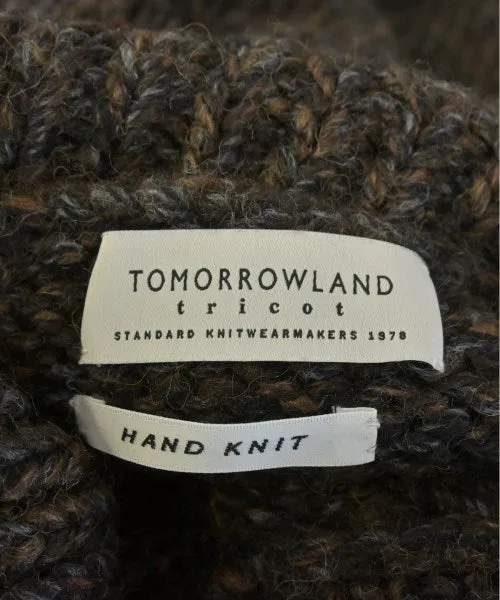 TOMORROWLAND
tricot
STANDARD KNITWEARMAKERS 1978
HAND KNIT